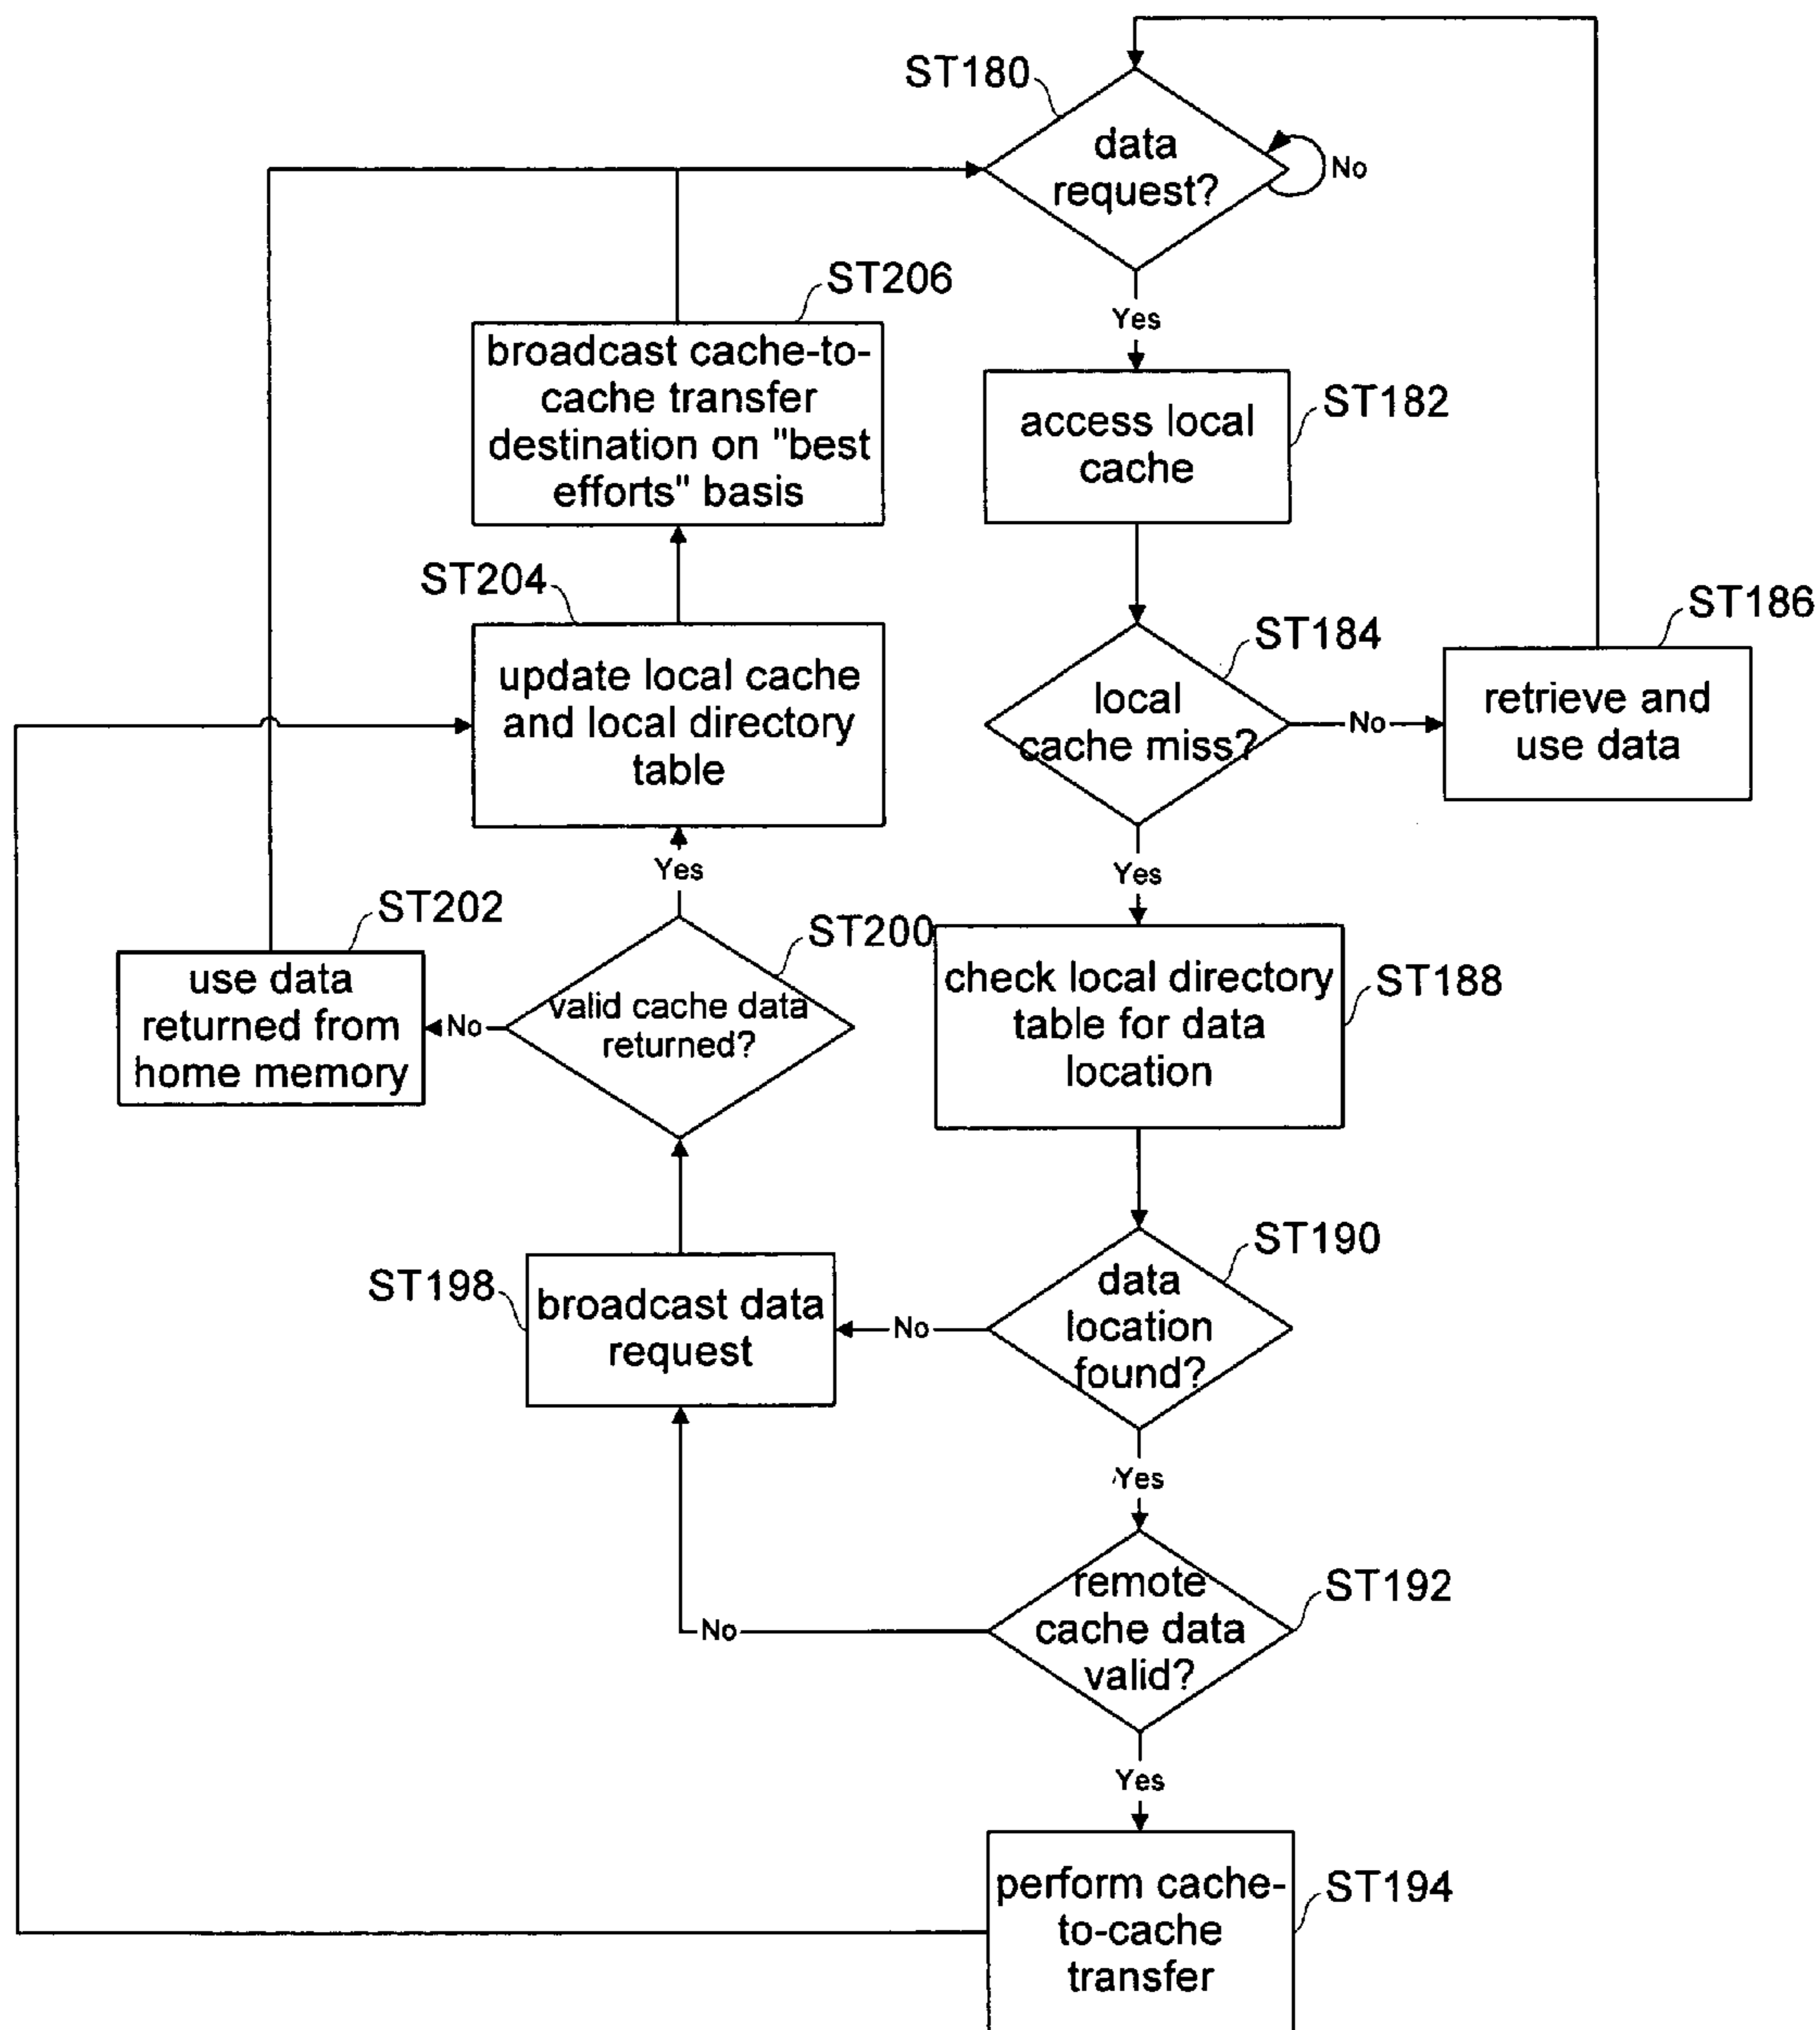 ST180
data
request?
No
Yes
ST206
broadcast cache-to-
cache transfer
destination on "best
efforts" basis
access local
cache
ST182
ST204
update local cache
and local directory
table
ST184
local
cache miss?
No
ST186
retrieve and
use data
Yes
Yes
ST202
use data
returned from
home memory
No
ST200
valid cache data
returned?
check local directory
table for data
location
ST188
ST198
broadcast data
request
No
ST190
data
location
found?
Yes
No
remote
cache data
valid?
ST192
Yes
perform cache-
to-cache
transfer
ST194